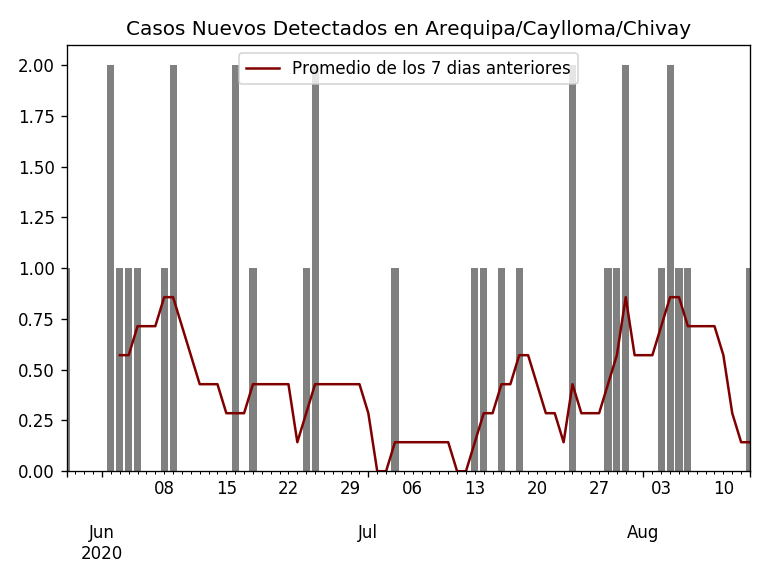 Casos Nuevos Detectados en Arequipa/Caylloma/Chivay
Promedio de los 7 dias anteriores
2.00
1.75
1.50
1.25
1.00
0.75
0.50
0.25
0.00
08 15 22 29 06 13 20 27 03 10
Jun Jul Aug
2020